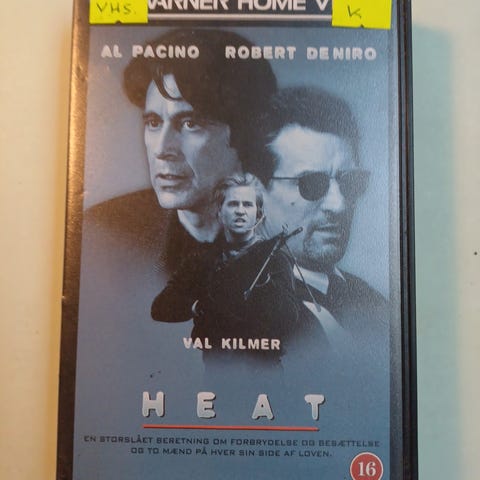 VHS.
WARNER HOME V
K
AL PACINO ROBERT DE NIRO
VAL KILMER
HEAT
EN STORSLÅET BERETNING OM FORBRYDELSE OG BESÆTTELSE
OG TO MÆND PÅ HVER SIN SIDE AF LOVEN.
16